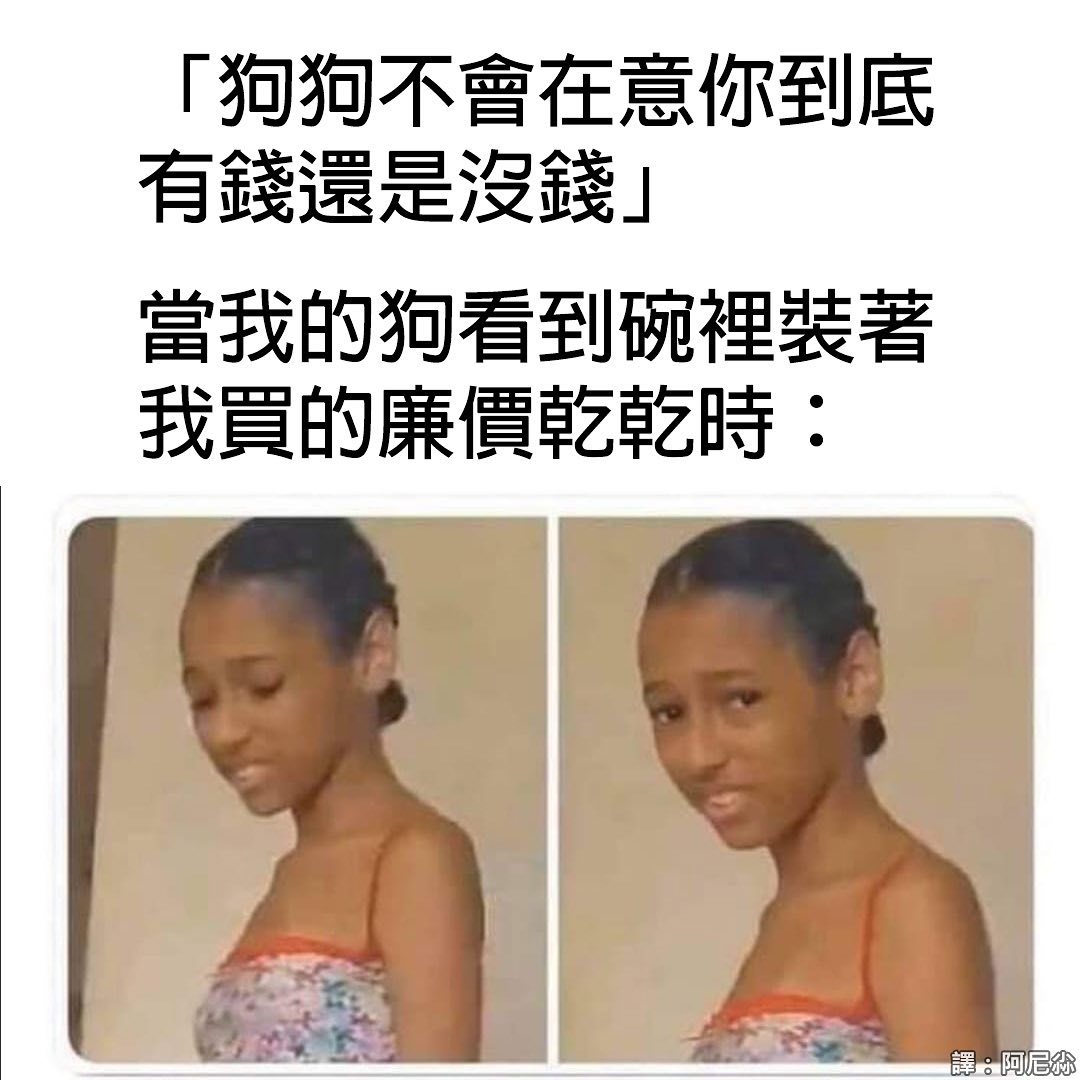 「狗狗不會在意你到底
有錢還是沒錢」
當我的狗看到碗裡裝著
我買的廉價乾乾時：
譯：阿尼尛